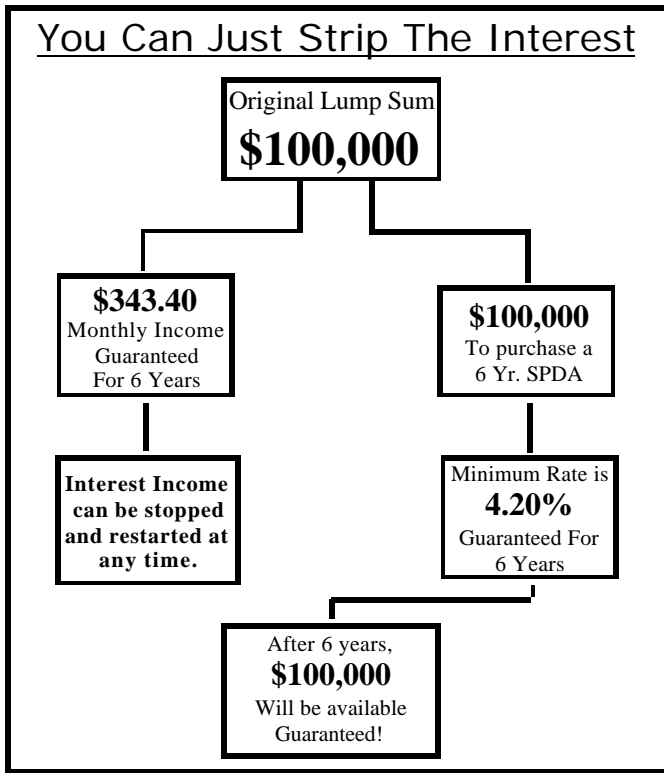 You Can Just Strip The Interest
Original Lump Sum
$100,000
$343.40
Monthly Income
Guaranteed
For 6 Years
$100,000
To purchase a
6 Yr. SPDA
Interest Income
can be stopped
and restarted at
any time.
Minimum Rate is
4.20%
Guaranteed For
6 Years
After 6 years,
$100,000
Will be available
Guaranteed!